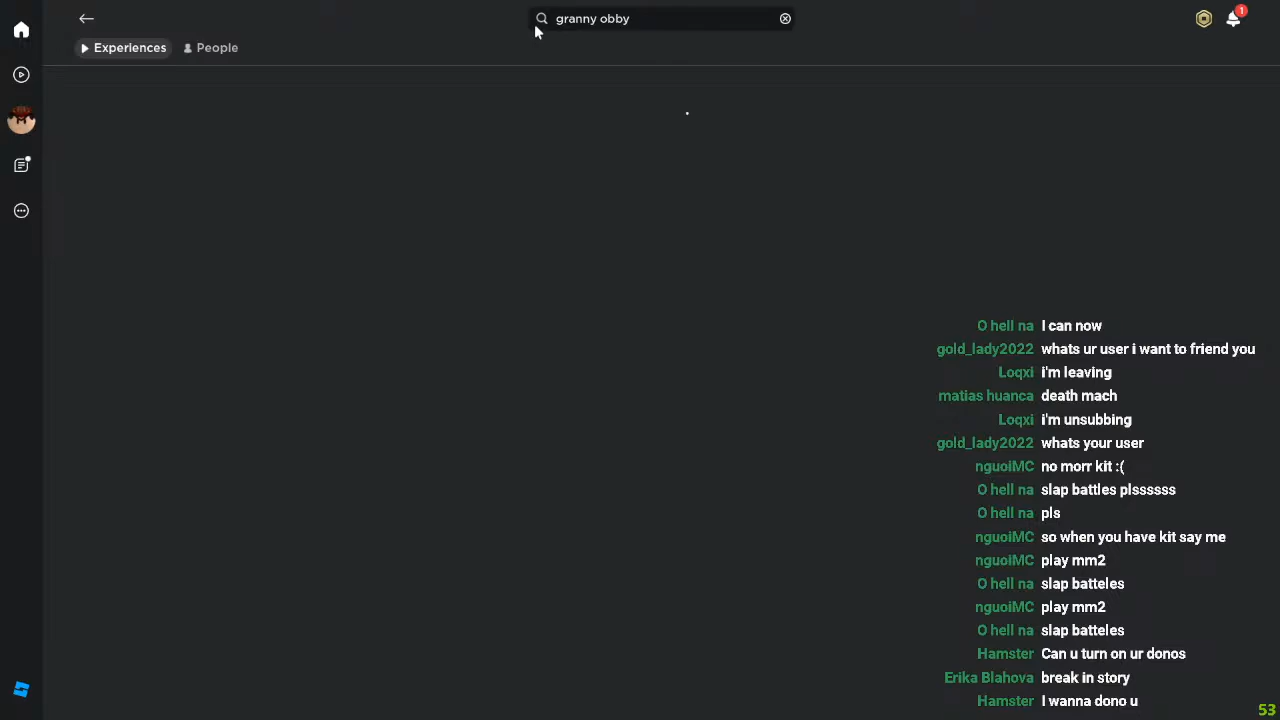 granny obby
1
Experiences
People
O hell na I can now
gold_lady2022 whats ur user i want to friend you
Loqxi i'm leaving
matias huanca death mach
Loqxi i'm unsubbing
gold_lady2022 whats your user
nguoiMC no morr kit :(
O hell na slap battles plssssss
O hell na pls
nguoiMC so when you have kit say me
nguoiMC play mm2
O hell na slap batteles
nguoiMC play mm2
O hell na slap batteles
Hamster Can u turn on ur donos
Erika Blahova break in story
Hamster I wanna dono u
53